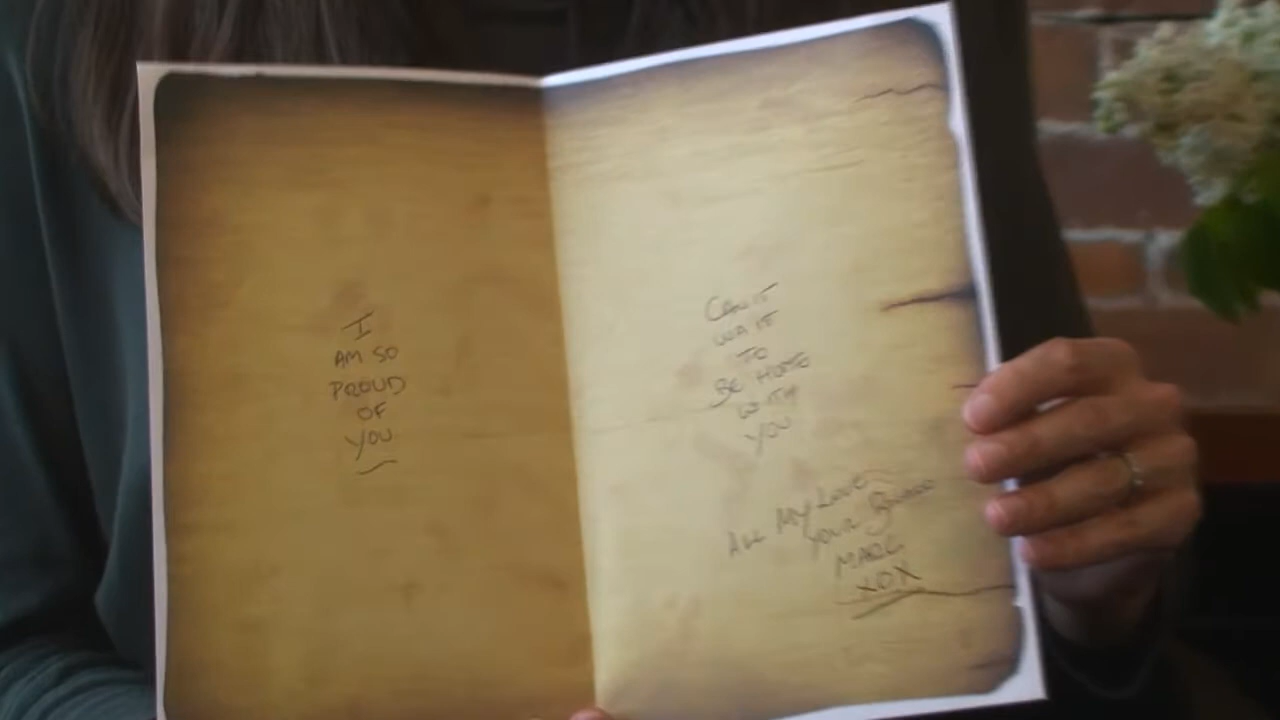 I
AM SO
PROUD
OF
YOU
CAN'T
WAIT
TO
BE HOME
WITH
YOU
ALL MY LOVE
YOUR
MARC
XOX